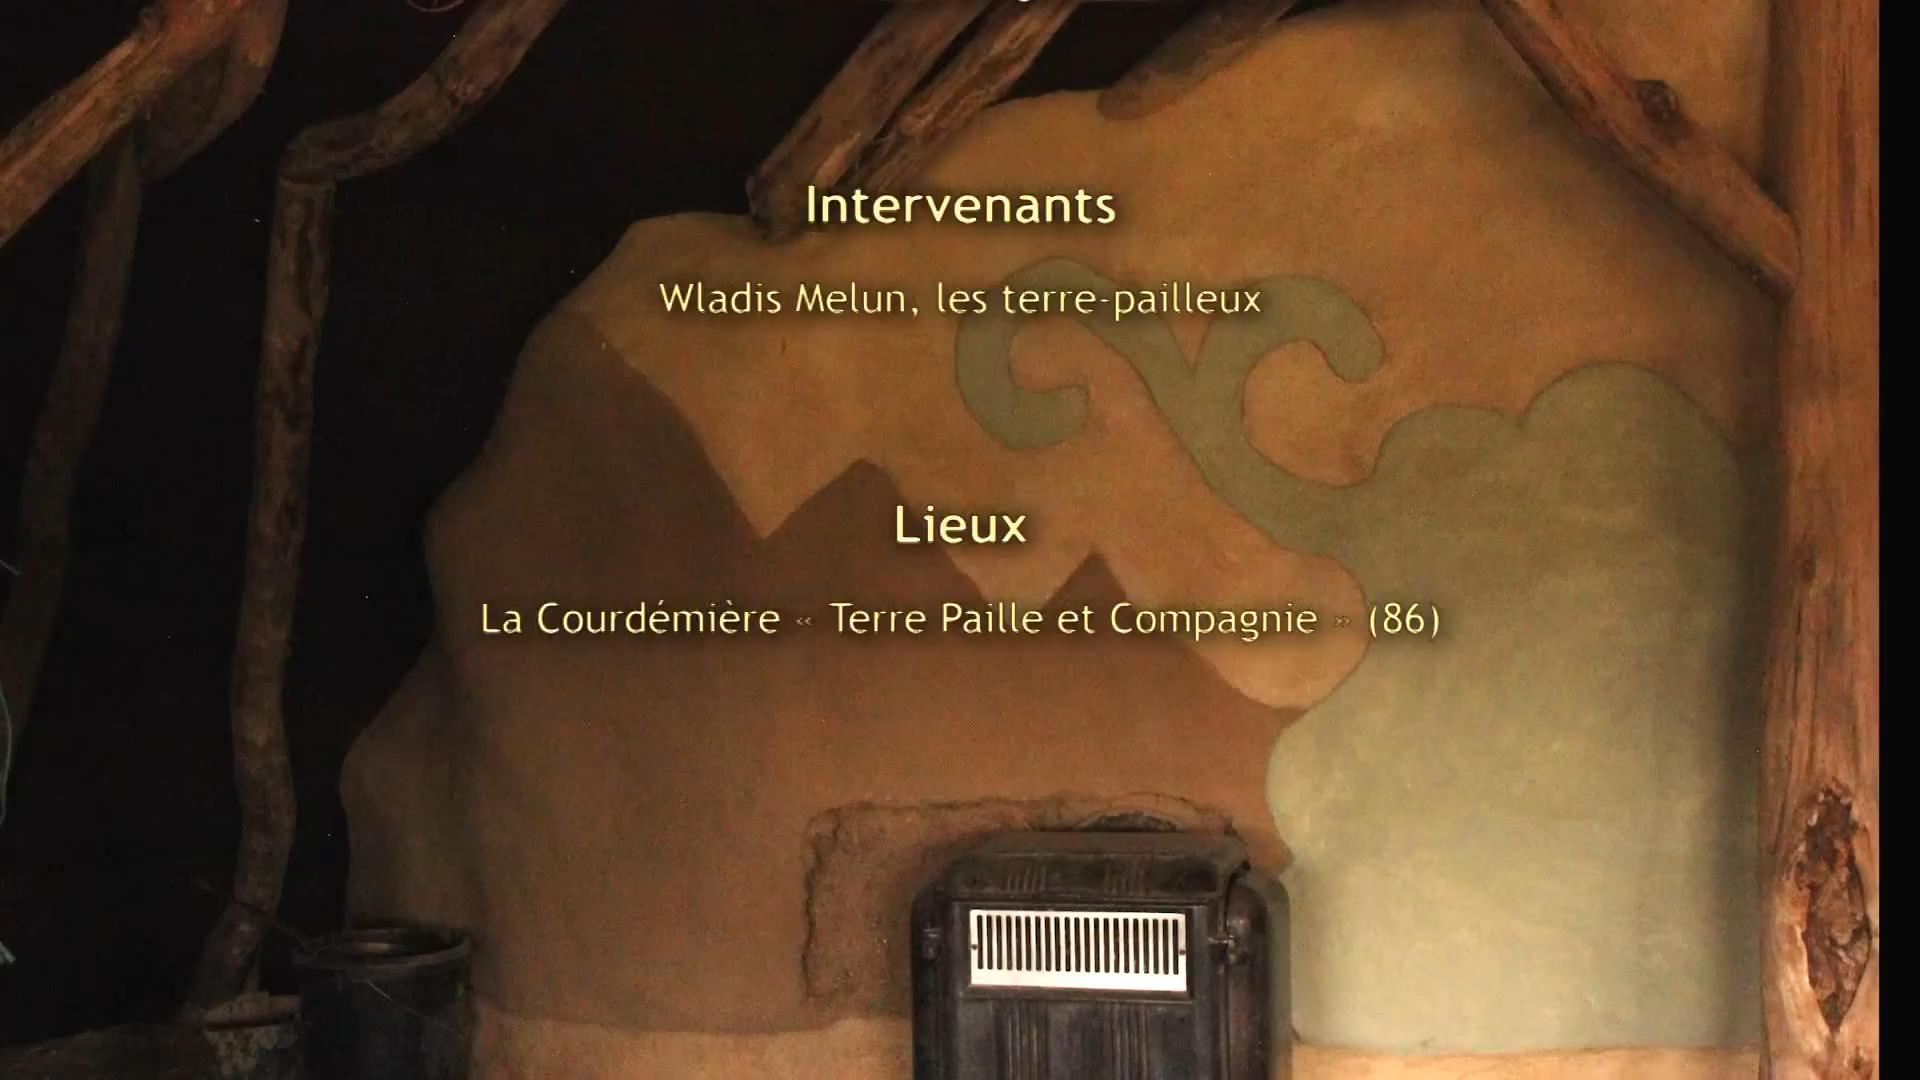 Intervenants
Wladis Melun, les terre-pailleux
Lieux
La Courdémière « Terre Paille et Compagnie » (86)